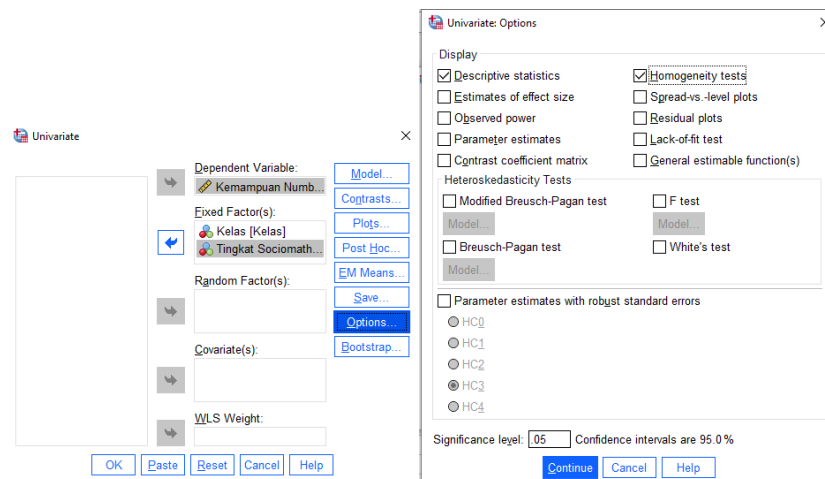 Univariate
Dependent Variable:
Kemampuan Numb...
Fixed Factor(s):
Kelas [Kelas]
Tingkat Sociomath...
Random Factor(s):
Covariate(s):
WLS Weight:
Model...
Contrasts...
Plots...
Post Hoc...
EM Means...
Save...
Options...
Bootstrap...
OK Paste Reset Cancel Help
Univariate: Options
Display
Descriptive statistics Homogeneity tests
Estimates of effect size Spread-vs.-level plots
Observed power Residual plots
Parameter estimates Lack-of-fit test
Contrast coefficient matrix General estimable function(s)
Heteroskedasticity Tests
Modified Breusch-Pagan test F test
Model... Model...
Breusch-Pagan test White's test
Model...
Parameter estimates with robust standard errors
HC0
HC1
HC2
HC3
HC4
Significance level: .05 Confidence intervals are 95.0%
Continue Cancel Help